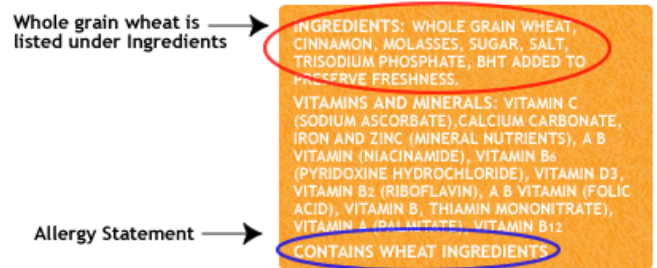 Whole grain wheat is
listed under Ingredients
INGREDIENTS: WHOLE GRAIN WHEAT,
CINNAMON, MOLASSES, SUGAR, SALT,
TRISODIUM PHOSPHATE, BHT ADDED TO
PRESERVE FRESHNESS.
VITAMINS AND MINERALS: VITAMIN C
(SODIUM ASCORBATE),CALCIUM CARBONATE,
IRON AND ZINC (MINERAL NUTRIENTS), A B
VITAMIN (NIACINAMIDE), VITAMIN B6
(PYRIDOXINE HYDROCHLORIDE), VITAMIN D3,
VITAMIN B2 (RIBOFLAVIN), A B VITAMIN (FOLIC
ACID), VITAMIN B, THIAMIN MONONITRATE),
VITAMIN A (PALMITATE), VITAMIN B12
Allergy Statement
CONTAINS WHEAT INGREDIENTS